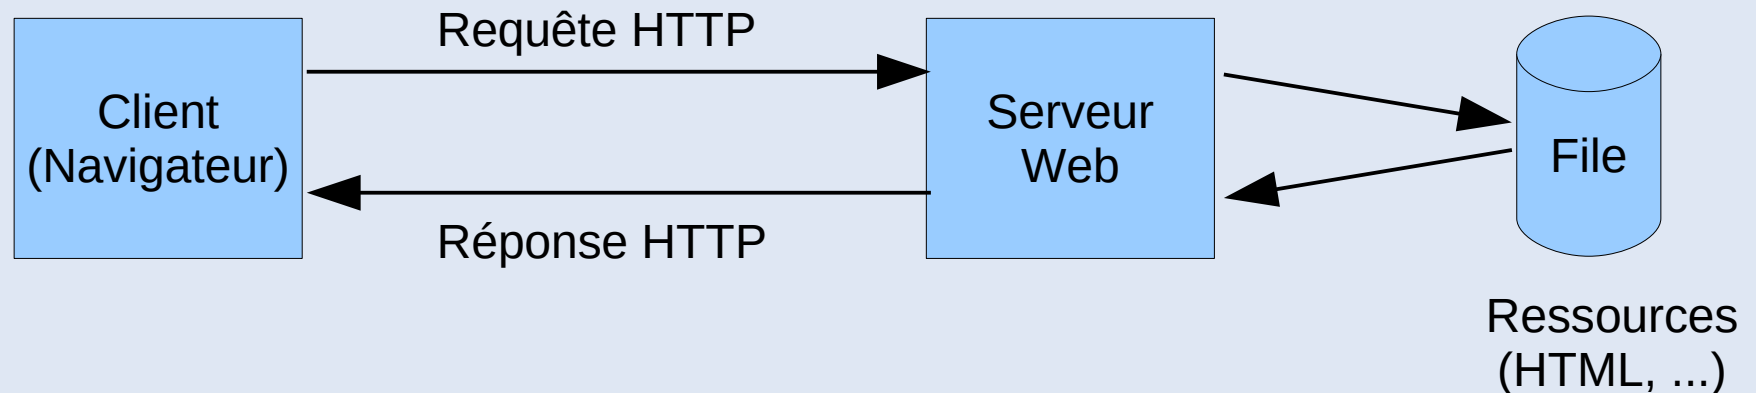 Requête HTTP
Client
(Navigateur)
Serveur
Web
File
Réponse HTTP
Ressources
(HTML, ...)